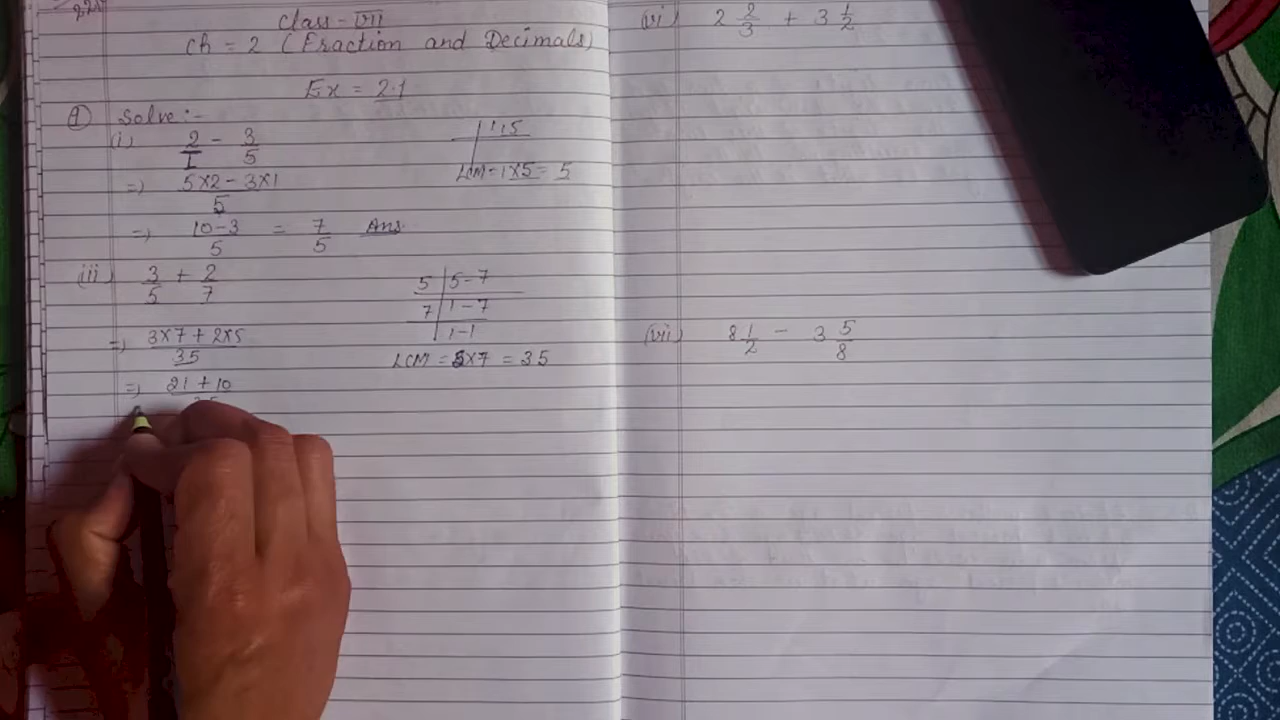 Class - VII
Ch = 2 (Fraction and Decimals)
Ex = 2.1
① Solve:-
(i) 2/1 - 3/5
1,5
LCM = 1×5 = 5
=) 5×2 - 3×1 / 5
=) 10-3 / 5 = 7/5 Ans
(iii) 3/5 + 2/7
5 | 5-7
7 | 1-7
1-1
LCM = 5×7 = 35
=) 3×7 + 2×5 / 35
=) 21 + 10
(vi) 2 2/3 + 3 1/2
(vii) 8 1/2 - 3 5/8